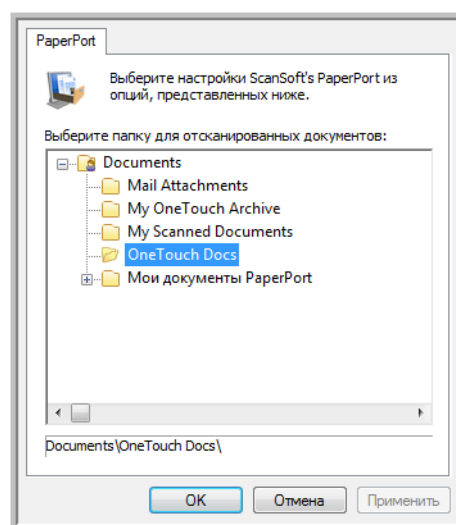 PaperPort
Выберите настройки ScanSoft's PaperPort из
опций, представленных ниже.
Выберите папку для отсканированных документов:
Documents
Mail Attachments
My OneTouch Archive
My Scanned Documents
OneTouch Docs
Мои документы PaperPort
Documents\OneTouch Docs\
OK Отмена Применить